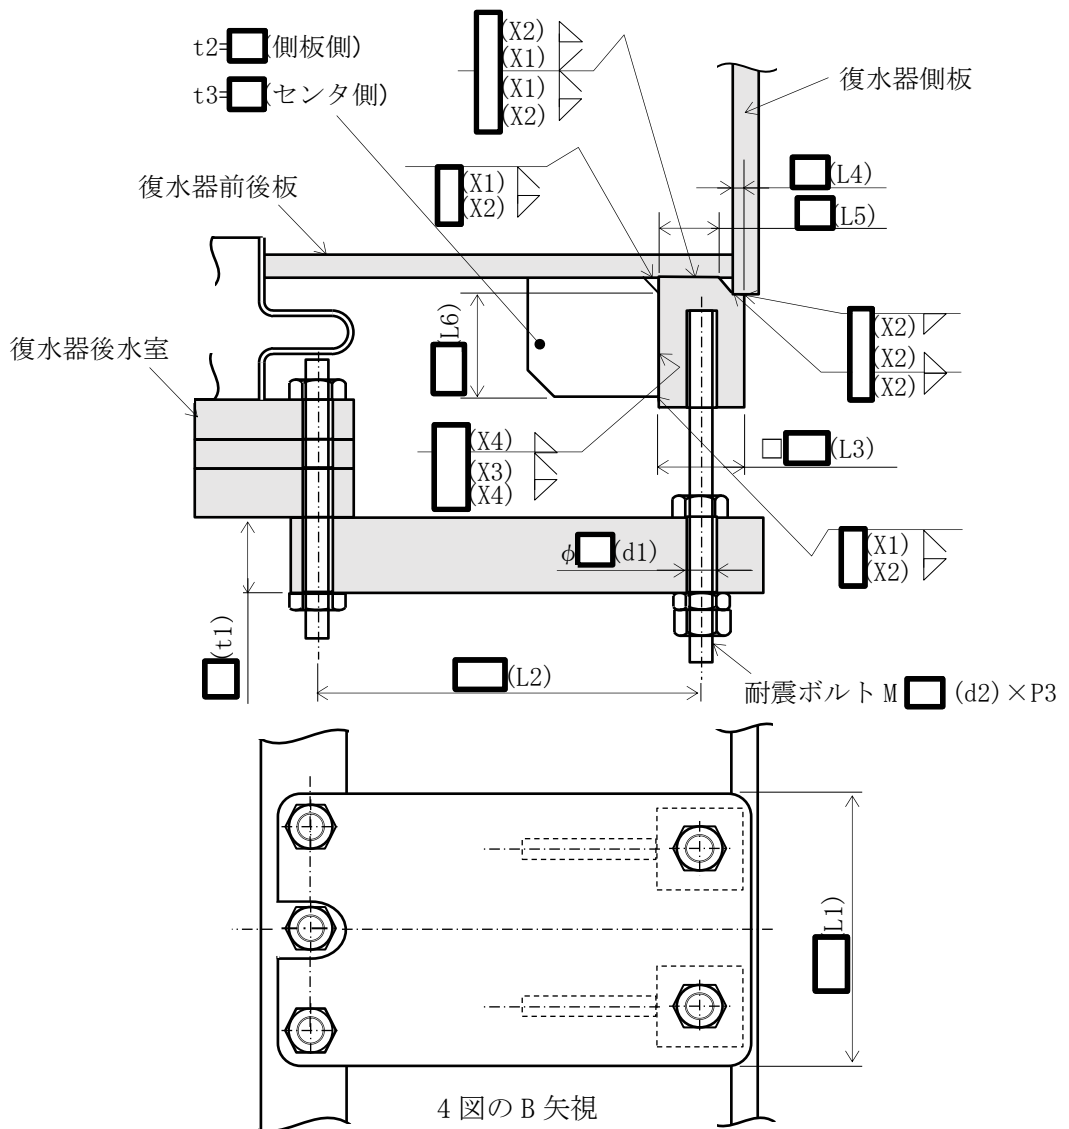 t2=　(側板側)
t3=　(センタ側)
(X2)
(X1)
(X1)
(X2)
復水器側板
(X1)
(X2)
(L4)
(L5)
復水器前後板
(L6)
(X2)
(X2)
(X2)
復水器後水室
(X4)
(X3)
(X4)
□　(L3)
φ　(d1)
(X1)
(X2)
(t1)
(L2)
耐震ボルト M　(d2)×P3
(L1)
4図のB矢視